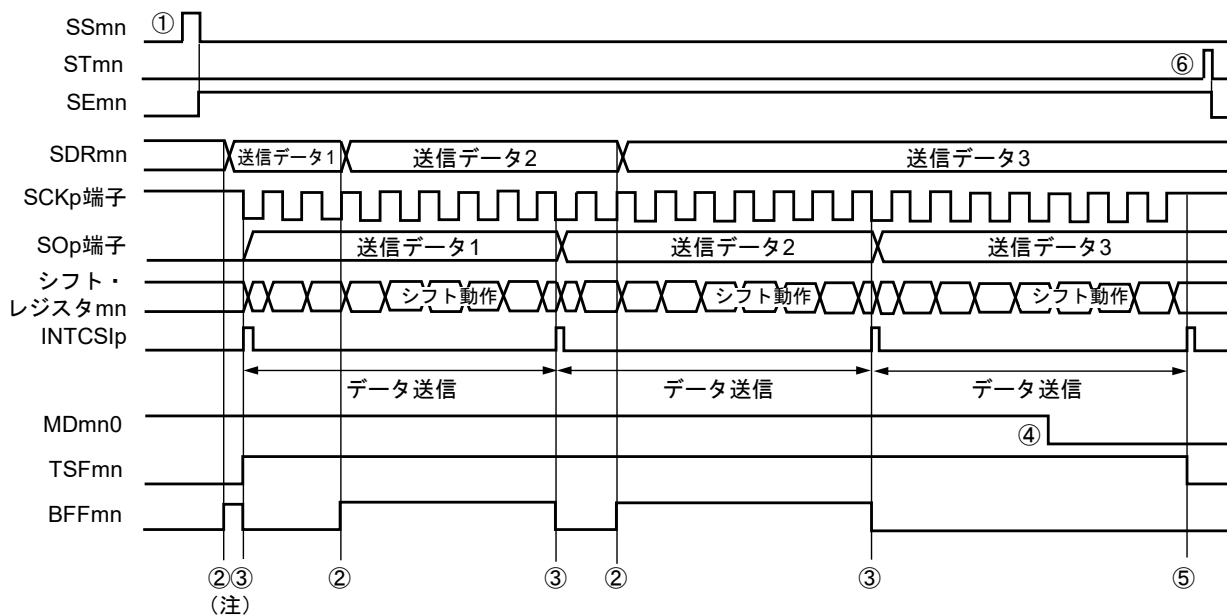 SSmn ①
STmn ⑥
SEmn
SDRmn 送信データ1 送信データ2 送信データ3
SCKp端子
SOp端子 送信データ1 送信データ2 送信データ3
シフト・
レジスタmn シフト動作 シフト動作 シフト動作
INTCSIp
データ送信 データ送信 データ送信
MDmn0 ④
TSFmn
BFFmn
②③ ② ③ ② ③ ⑤
（注）